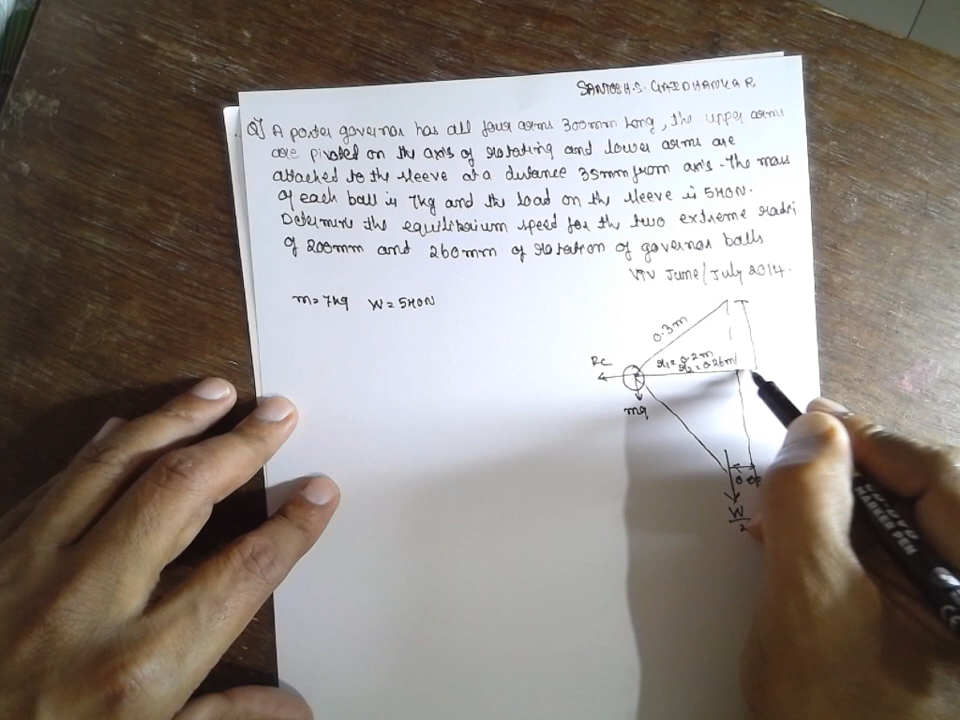 SANTOSH.S. GAIDHANKAR
Q) A porter governor has all four arms 300mm long, the upper arms
are pivoted on the axis of rotating and lower arms are
attached to the sleeve at a distance 35mm from axis. The mass
of each ball is 7kg and the load on the sleeve is 540N.
Determine the equilibrium speed for the two extreme radii
of 200mm and 260mm of rotation of governor balls
VTU June/July 2014.
m=7kg W=540N
0.3m
Fc
r1=0.2m
r2=0.26m
mg
W/2
MARKER PEN